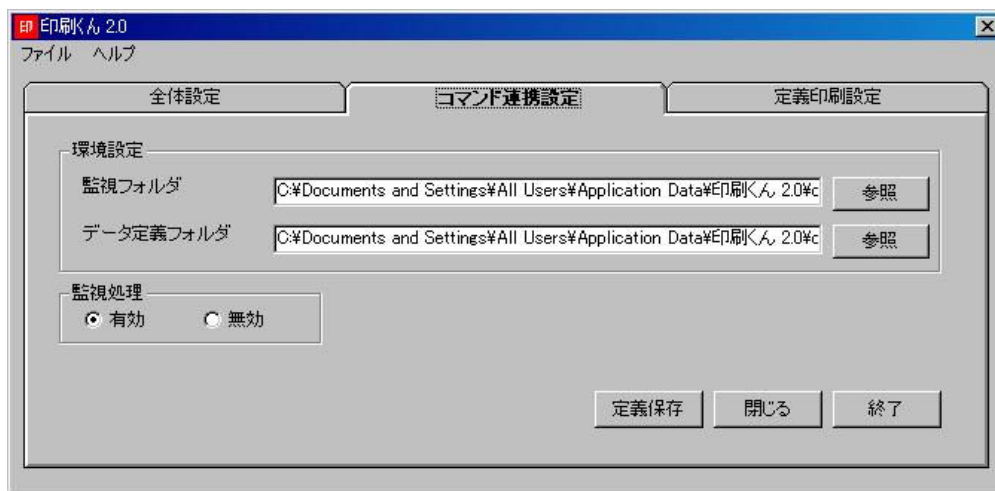 印 印刷くん 2.0
ファイル ヘルプ
全体設定 コマンド連携設定 定義印刷設定
環境設定
監視フォルダ C:¥Documents and Settings¥All Users¥Application Data¥印刷くん 2.0¥c 参照
データ定義フォルダ C:¥Documents and Settings¥All Users¥Application Data¥印刷くん 2.0¥c 参照
監視処理
有効 無効
定義保存 閉じる 終了